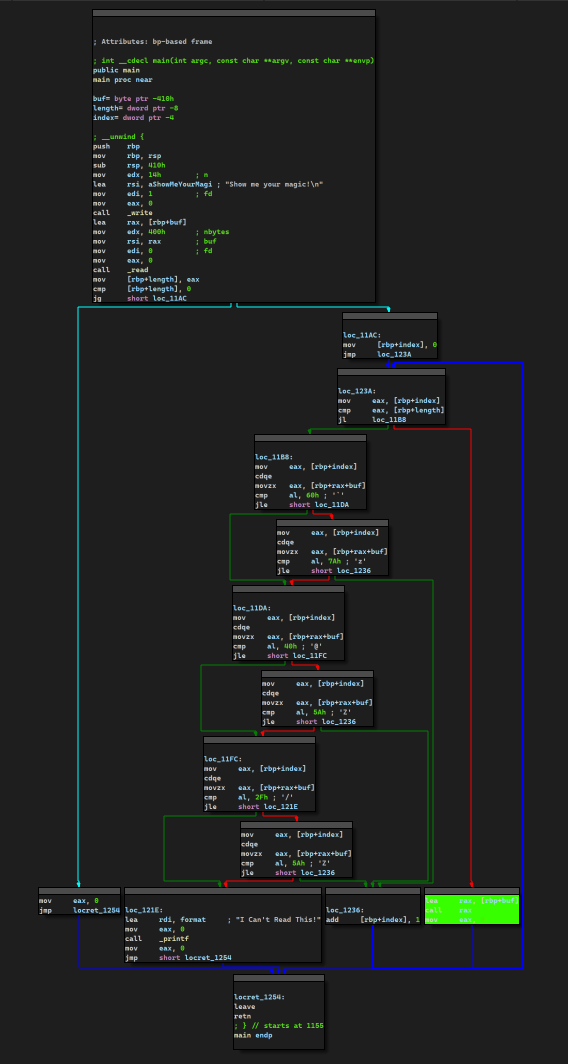 ; Attributes: bp-based frame
; int __cdecl main(int argc, const char **argv, const char **envp)
public main
main proc near
buf= byte ptr -410h
length= dword ptr -8
index= dword ptr -4
; __unwind {
push rbp
mov rbp, rsp
sub rsp, 410h
mov edx, 14h ; n
lea rsi, aShowMeYourMagi ; "Show me your magic!\n"
mov edi, 1 ; fd
mov eax, 0
call _write
lea rax, [rbp+buf]
mov edx, 400h ; nbytes
mov rsi, rax ; buf
mov edi, 0 ; fd
mov eax, 0
call _read
mov [rbp+length], eax
cmp [rbp+length], 0
jg short loc_11AC
loc_11AC:
mov [rbp+index], 0
jmp loc_123A
loc_123A:
mov eax, [rbp+index]
cmp eax, [rbp+length]
jl loc_11B8
loc_11B8:
mov eax, [rbp+index]
cdqe
movzx eax, [rbp+rax+buf]
cmp al, 60h ; '`'
jle short loc_11DA
mov eax, [rbp+index]
cdqe
movzx eax, [rbp+rax+buf]
cmp al, 7Ah ; 'z'
jle short loc_1236
loc_11DA:
mov eax, [rbp+index]
cdqe
movzx eax, [rbp+rax+buf]
cmp al, 40h ; '@'
jle short loc_11FC
mov eax, [rbp+index]
cdqe
movzx eax, [rbp+rax+buf]
cmp al, 5Ah ; 'Z'
jle short loc_1236
loc_11FC:
mov eax, [rbp+index]
cdqe
movzx eax, [rbp+rax+buf]
cmp al, 2Fh ; '/'
jle short loc_121E
mov eax, [rbp+index]
cdqe
movzx eax, [rbp+rax+buf]
cmp al, 5Ah ; 'Z'
jle short loc_1236
mov eax, 0
jmp locret_1254
loc_121E:
lea rdi, format ; "I Can't Read This!"
mov eax, 0
call _printf
mov eax, 0
jmp short locret_1254
loc_1236:
add [rbp+index], 1
lea rax, [rbp+buf]
call rax
mov eax,
locret_1254:
leave
retn
; } // starts at 1155
main endp